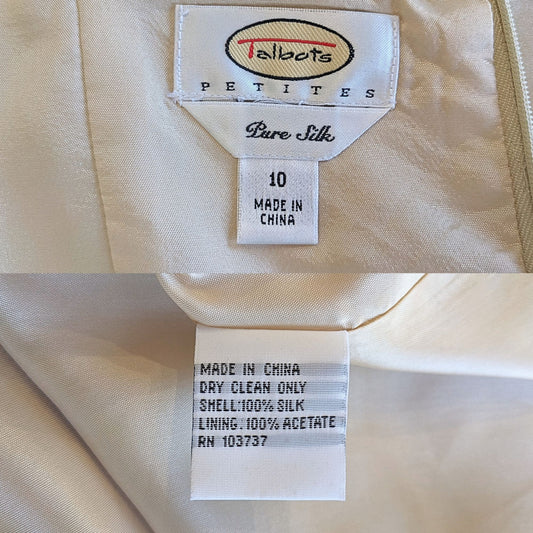 Talbots
PETITES
Pure Silk
10
MADE IN
CHINA
MADE IN CHINA
DRY CLEAN ONLY
SHELL:100% SILK
LINING.100% ACETATE
RN 103737